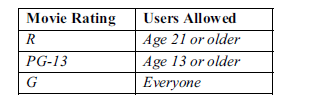 Movie Rating Users Allowed
R Age 21 or older
PG-13 Age 13 or older
G Everyone